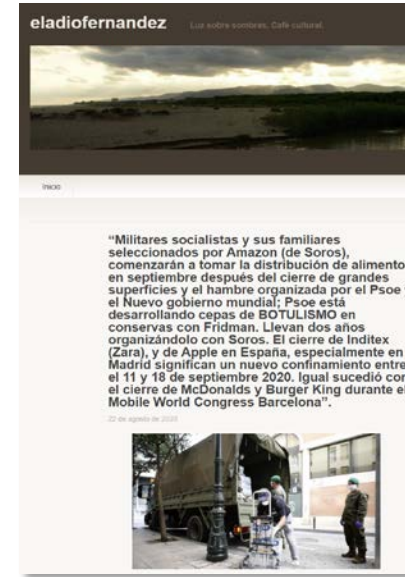 eladiofernandez
Luz sobre sombras. Café cultural.
Inicio
“Militares socialistas y sus familiares
seleccionados por Amazon (de Soros),
comenzarán a tomar la distribución de alimento
en septiembre después del cierre de grandes
superficies y el hambre organizada por el Psoe
el Nuevo gobierno mundial; Psoe está
desarrollando cepas de BOTULISMO en
conservas con Fridman. Llevan dos años
organizándolo con Soros. El cierre de Inditex
(Zara), y de Apple en España, especialmente en
Madrid significan un nuevo confinamiento entre
el 11 y 18 de septiembre 2020. Igual sucedió con
el cierre de McDonalds y Burger King durante el
Mobile World Congress Barcelona”.
22 de agosto de 2020